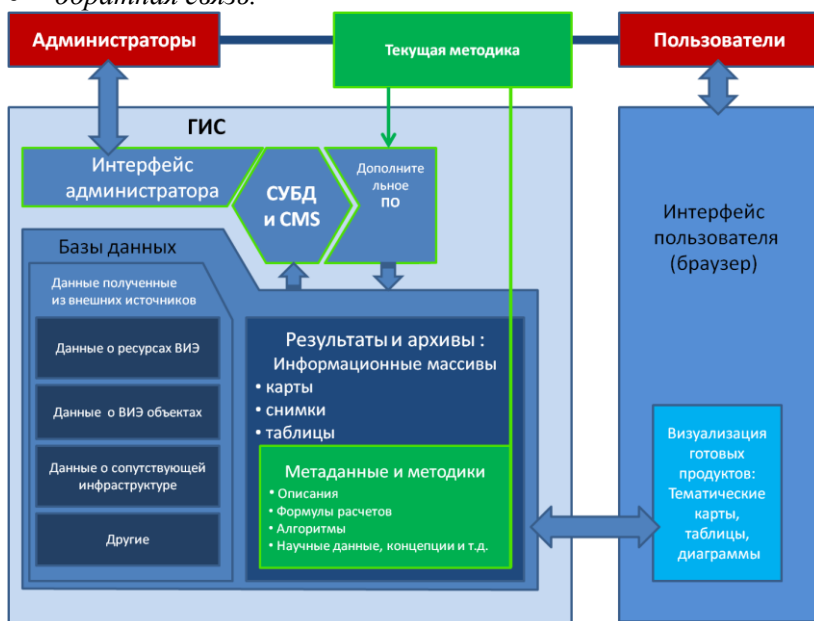 • обратная связь.
Администраторы
Текущая методика
Пользователи
ГИС
Интерфейс
администратора
СУБД
и CMS
Дополните
льное
ПО
Базы данных
Данные полученные
из внешних источников
Данные о ресурсах ВИЭ
Данные о ВИЭ объектах
Данные о сопутствующей
инфраструктуре
Другие
Результаты и архивы :
Информационные массивы
• карты
• снимки
• таблицы
Метаданные и методики
• Описания
• Формулы расчетов
• Алгоритмы
• Научные данные, концепции и т.д.
Интерфейс
пользователя
(браузер)
Визуализация
готовых
продуктов:
Тематические
карты,
таблицы,
диаграммы